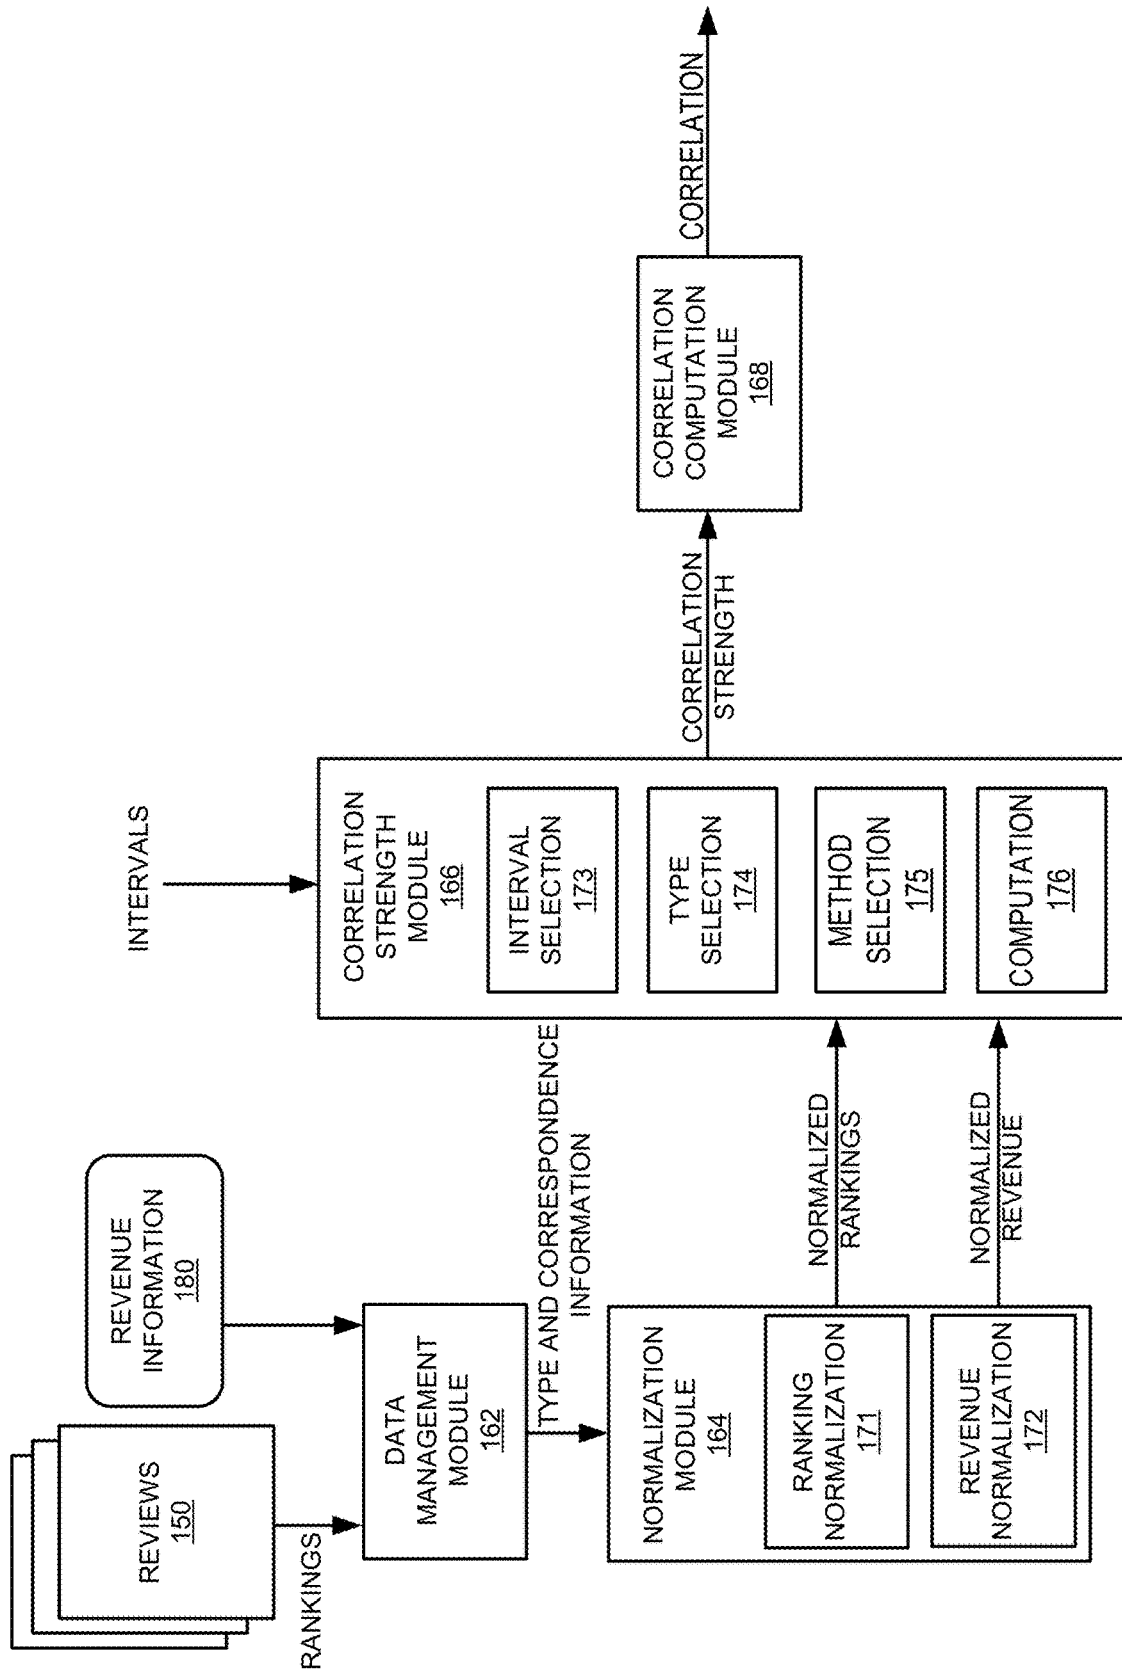 REVIEWS
150
RANKINGS
REVENUE
INFORMATION
180
DATA
MANAGEMENT
MODULE
162
TYPE AND CORRESPONDENCE
INFORMATION
NORMALIZATION
MODULE
164
RANKING
NORMALIZATION
171
REVENUE
NORMALIZATION
172
NORMALIZED
RANKINGS
NORMALIZED
REVENUE
INTERVALS
CORRELATION
STRENGTH
MODULE
166
INTERVAL
SELECTION
173
TYPE
SELECTION
174
METHOD
SELECTION
175
COMPUTATION
176
CORRELATION
STRENGTH
CORRELATION
COMPUTATION
MODULE
168
CORRELATION